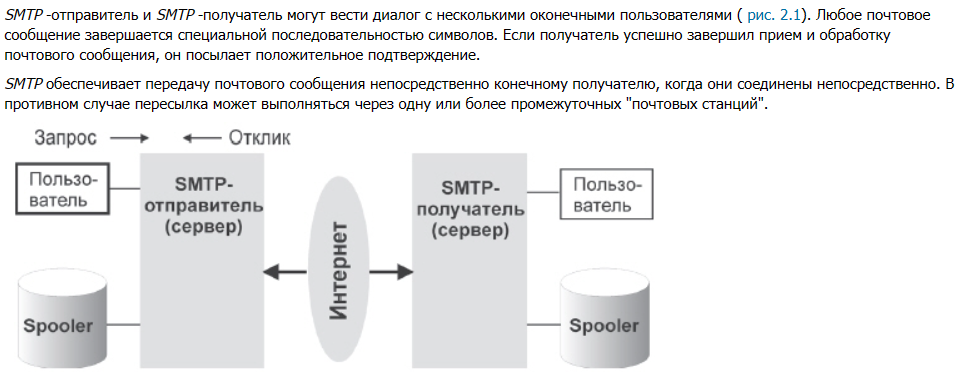 SMTP -отправитель и SMTP -получатель могут вести диалог с несколькими оконечными пользователями ( рис. 2.1). Любое почтовое
сообщение завершается специальной последовательностью символов. Если получатель успешно завершил прием и обработку
почтового сообщения, он посылает положительное подтверждение.
SMTP обеспечивает передачу почтового сообщения непосредственно конечному получателю, когда они соединены непосредственно. В
противном случае пересылка может выполняться через одну или более промежуточных "почтовых станций".
Запрос
Отклик
Пользо-
ватель
SMTP-
отправитель
(сервер)
Интернет
SMTP-
получатель
(сервер)
Пользо-
ватель
Spooler
Spooler